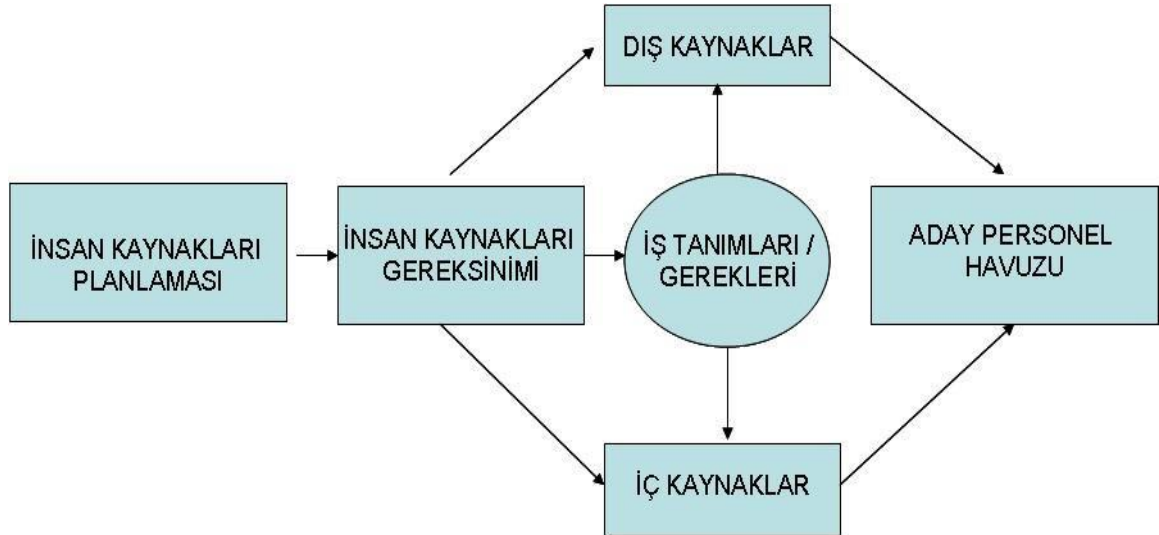 DIŞ KAYNAKLAR
İNSAN KAYNAKLARI
PLANLAMASI
İNSAN KAYNAKLARI
GEREKSİNİMİ
İŞ TANIMLARI /
GEREKLERİ
ADAY PERSONEL
HAVUZU
İÇ KAYNAKLAR